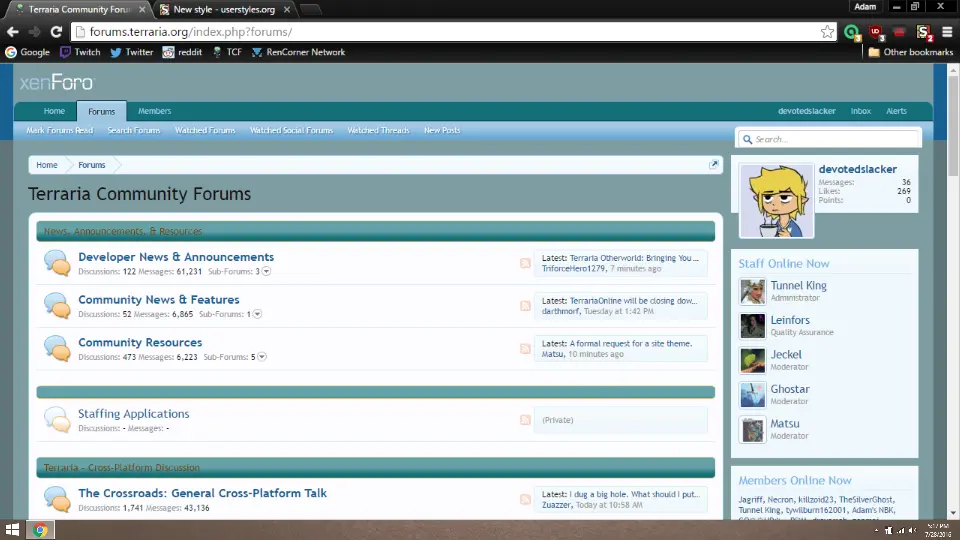 Terraria Community Forum
New style - userstyles.org
Adam
forums.terraria.org/index.php?forums/
Google
Twitch
Twitter
reddit
TCF
RenCorner Network
Other bookmarks
xenForo
Home
Forums
Members
devotedslacker
Inbox
Alerts
Mark Forums Read
Search Forums
Watched Forums
Watched Social Forums
Watched Threads
New Posts
Search...
Home
Forums
Terraria Community Forums
devotedslacker
Messages: 36
Likes: 269
Points: 0
News, Announcements, & Resources
Developer News & Announcements
Discussions: 122 Messages: 61,231 Sub-Forums: 3
Latest: Terraria Otherworld: Bringing You ...
TriforceHero1279, 7 minutes ago
Community News & Features
Discussions: 52 Messages: 6,865 Sub-Forums: 1
Latest: TerrariaOnline will be closing dow...
darthmorf, Tuesday at 1:42 PM
Community Resources
Discussions: 473 Messages: 6,223 Sub-Forums: 5
Latest: A formal request for a site theme.
Matsu, 10 minutes ago
Staffing Applications
Discussions: - Messages: -
(Private)
Terraria - Cross-Platform Discussion
The Crossroads: General Cross-Platform Talk
Discussions: 1,741 Messages: 43,136
Latest: I dug a big hole. What should I put...
Zuazzer, Today at 10:58 AM
Staff Online Now
Tunnel King
Administrator
Leinfors
Quality Assurance
Jeckel
Moderator
Ghostar
Moderator
Matsu
Moderator
Members Online Now
Jagriff, Necron, killzoid23, TheSilverGhost,
Tunnel King, tywilburn162001, Adam's NBK,
5:17 PM
7/28/2016